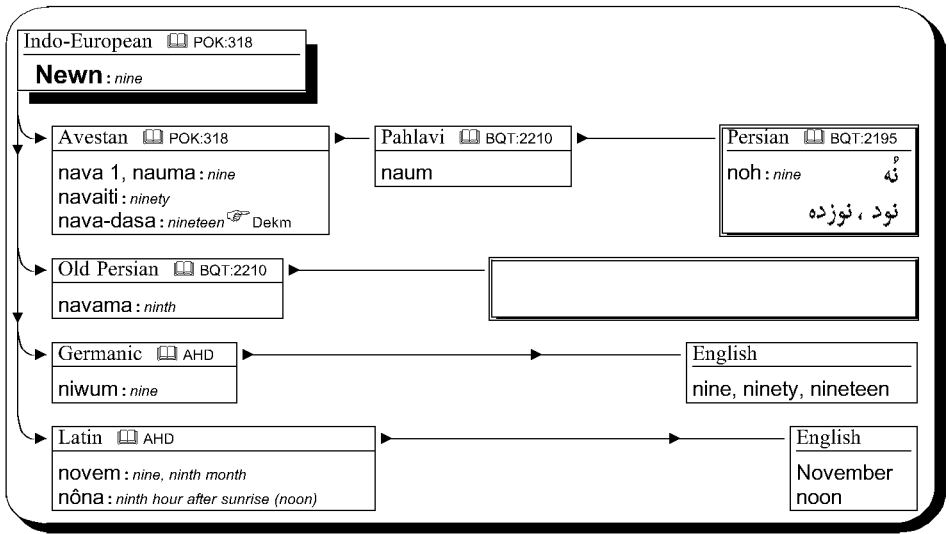 Indo-European POK:318
Newn : nine
Avestan POK:318
nava 1, nauma : nine
navaiti : ninety
nava-dasa : nineteen Dekm
Pahlavi BQT:2210
naum
Persian BQT:2195
noh : nine نُه
نود ، نوزده
Old Persian BQT:2210
navama : ninth
Germanic AHD
niwum : nine
English
nine, ninety, nineteen
Latin AHD
novem : nine, ninth month
nôna : ninth hour after sunrise (noon)
English
November
noon